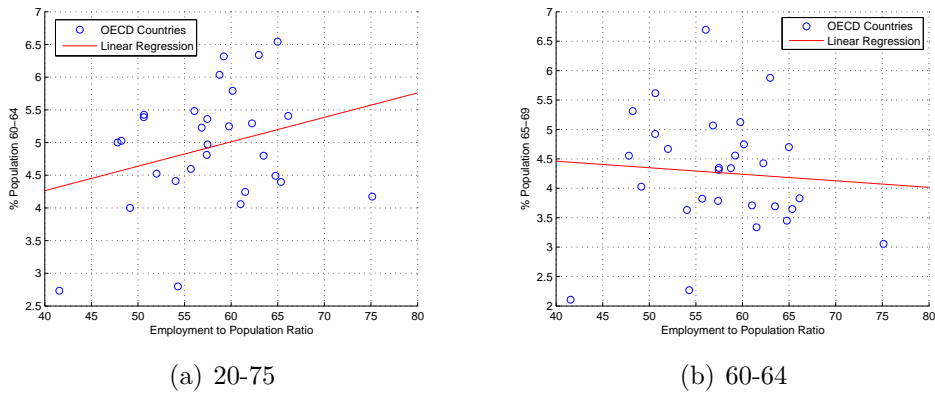 OECD Countries
Linear Regression
% Population 60−64
6.5
6
5.5
5
4.5
4
3.5
3
2.5
40 45 50 55 60 65 70 75 80
Employment to Population Ratio
(a) 20-75
OECD Countries
Linear Regression
% Population 65−69
7
6.5
6
5.5
5
4.5
4
3.5
3
2.5
2
40 45 50 55 60 65 70 75 80
Employment to Population Ratio
(b) 60-64